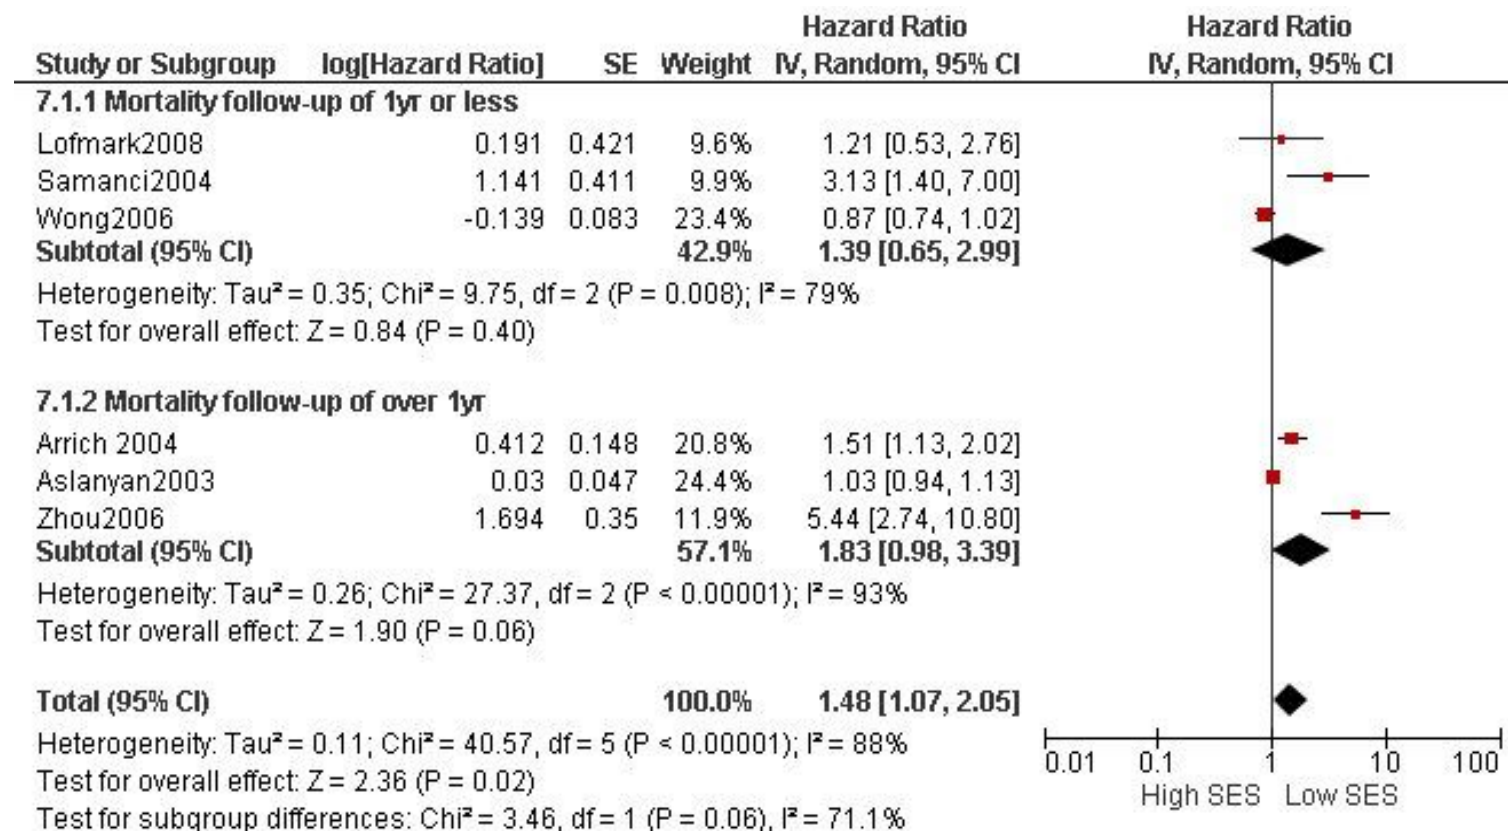 Hazard Ratio Hazard Ratio
Study or Subgroup log[Hazard Ratio] SE Weight IV, Random, 95% CI IV, Random, 95% CI
7.1.1 Mortality follow-up of 1yr or less
Lofmark2008 0.191 0.421 9.6% 1.21 [0.53, 2.76]
Samanci2004 1.141 0.411 9.9% 3.13 [1.40, 7.00]
Wong2006 -0.139 0.083 23.4% 0.87 [0.74, 1.02]
Subtotal (95% CI) 42.9% 1.39 [0.65, 2.99]
Heterogeneity: Tau² = 0.35; Chi² = 9.75, df = 2 (P = 0.008); I² = 79%
Test for overall effect: Z = 0.84 (P = 0.40)
7.1.2 Mortality follow-up of over 1yr
Arrich 2004 0.412 0.148 20.8% 1.51 [1.13, 2.02]
Aslanyan2003 0.03 0.047 24.4% 1.03 [0.94, 1.13]
Zhou2006 1.694 0.35 11.9% 5.44 [2.74, 10.80]
Subtotal (95% CI) 57.1% 1.83 [0.98, 3.39]
Heterogeneity: Tau² = 0.26; Chi² = 27.37, df = 2 (P < 0.00001); I² = 93%
Test for overall effect: Z = 1.90 (P = 0.06)
Total (95% CI) 100.0% 1.48 [1.07, 2.05]
Heterogeneity: Tau² = 0.11; Chi² = 40.57, df = 5 (P < 0.00001); I² = 88%
Test for overall effect: Z = 2.36 (P = 0.02)
Test for subgroup differences: Chi² = 3.46, df = 1 (P = 0.06), I² = 71.1%
0.01 0.1 1 10 100
High SES Low SES